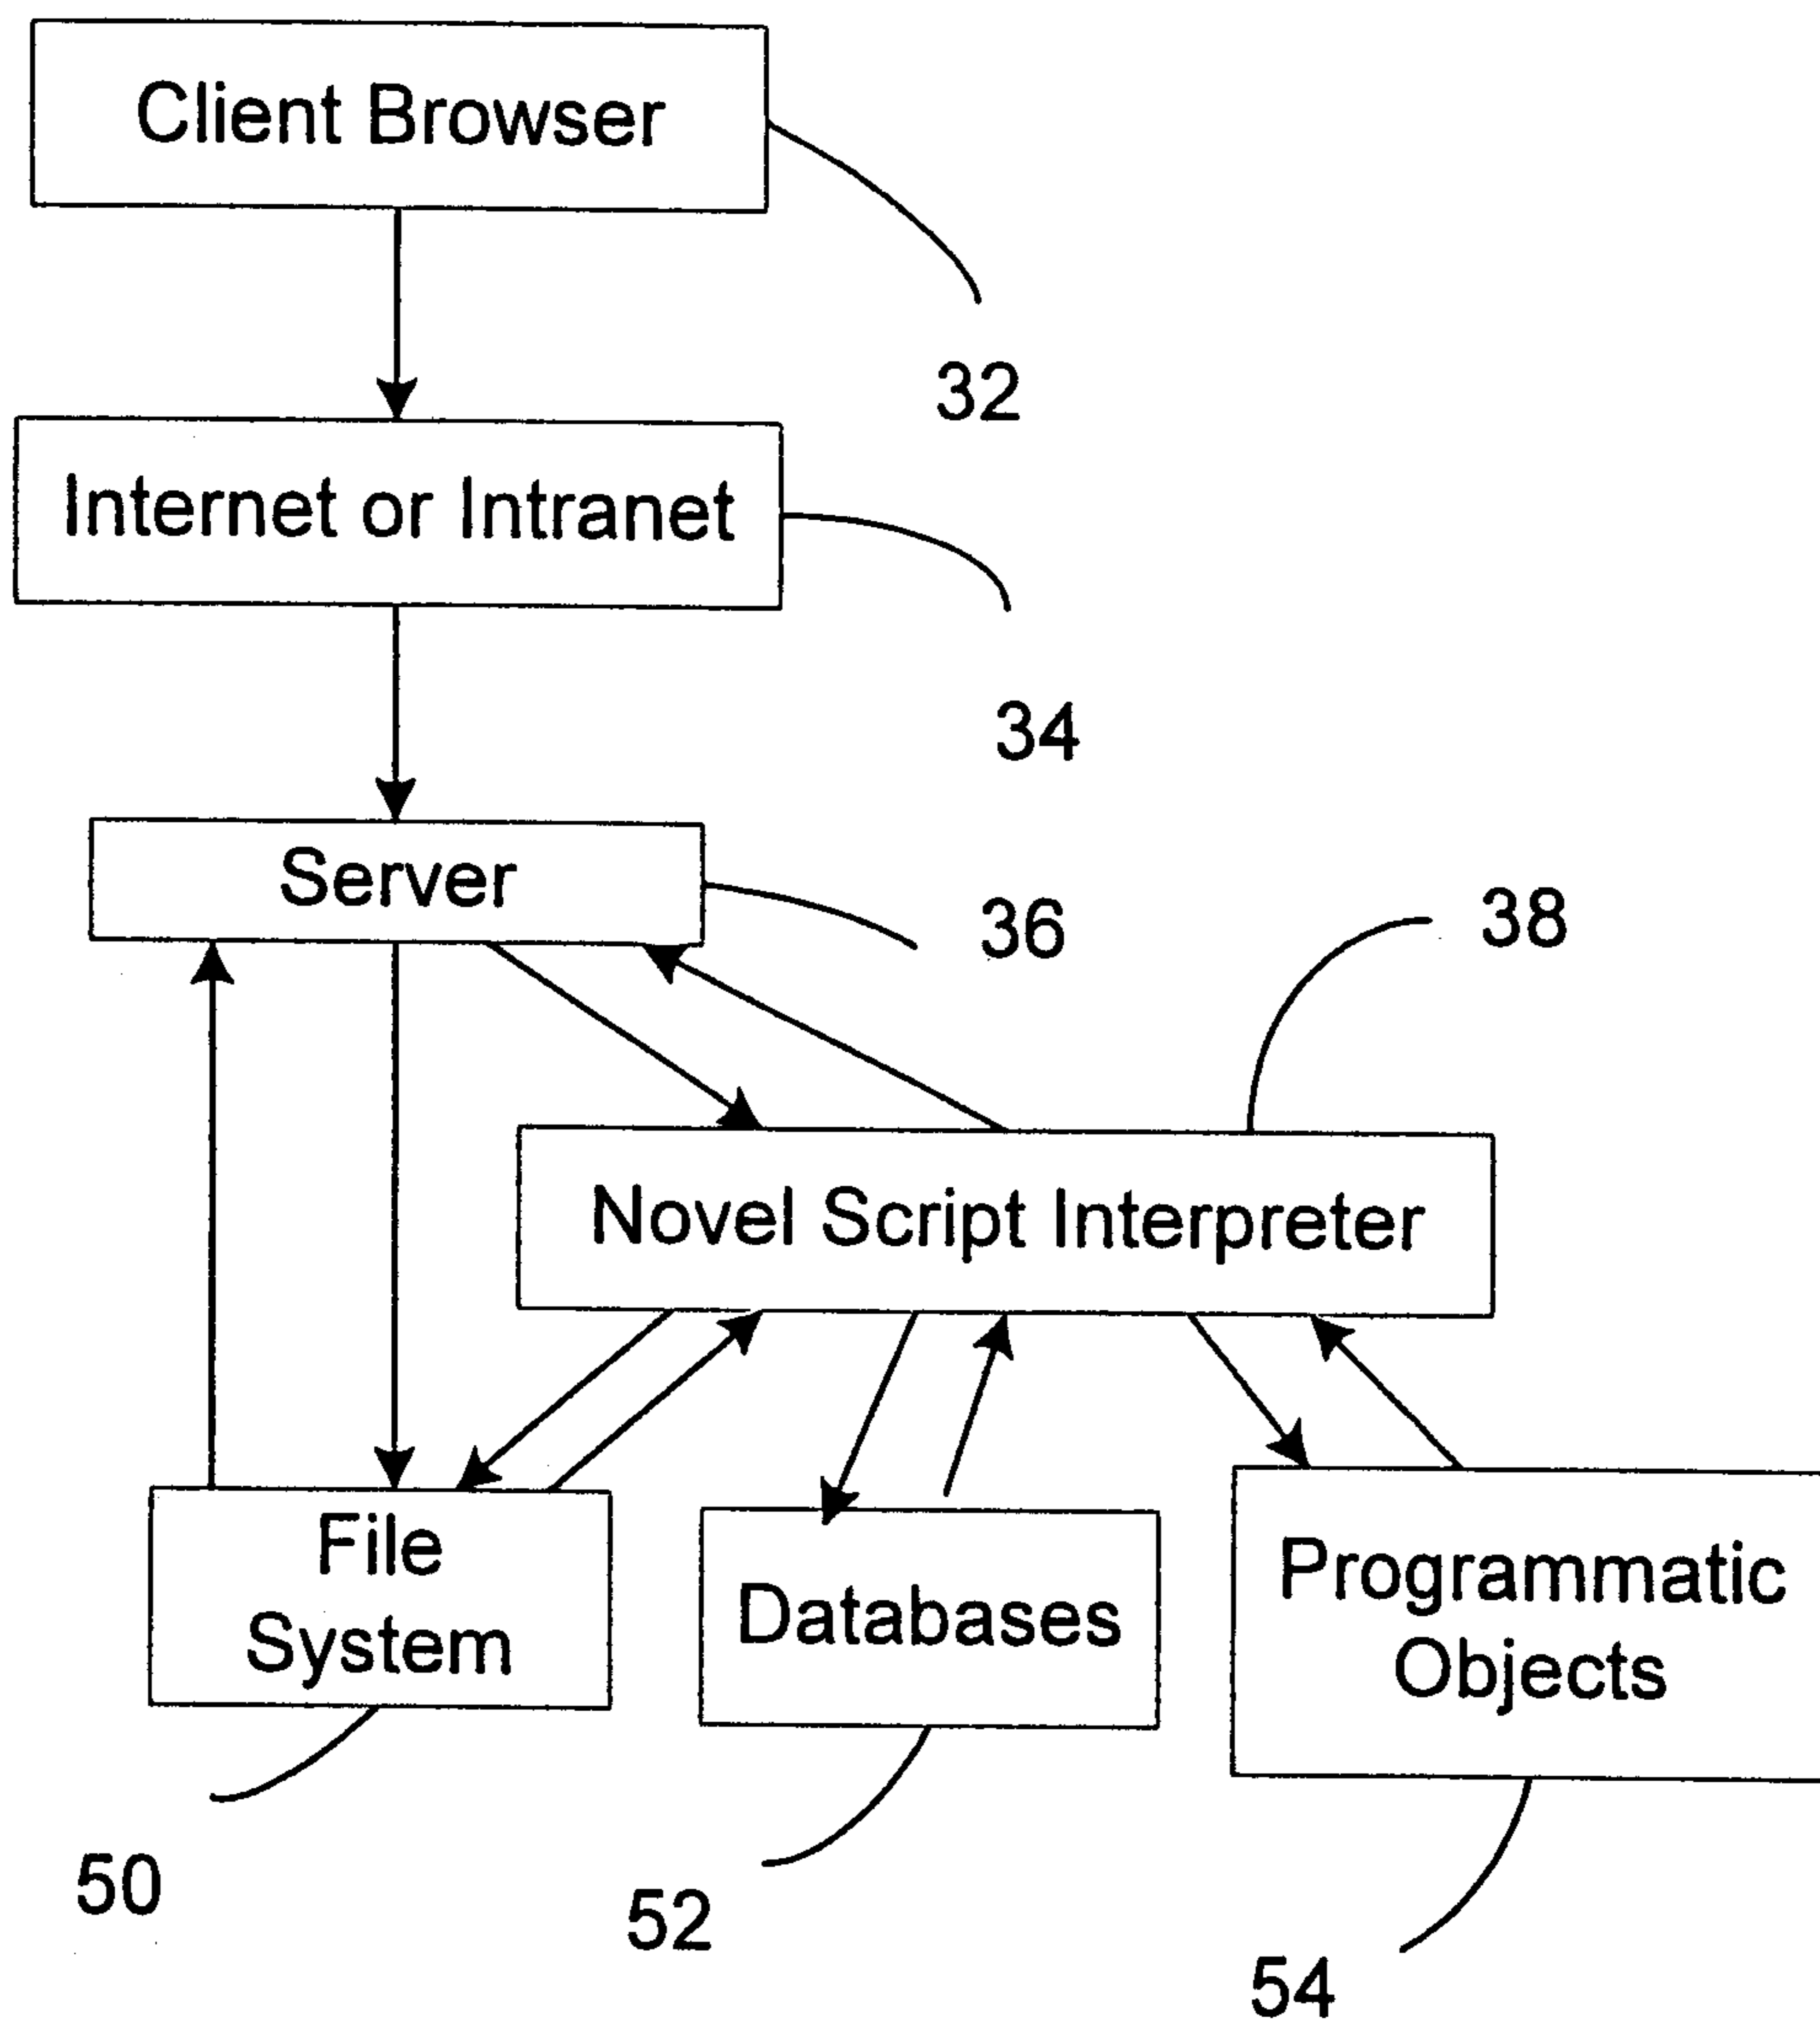 Client Browser
32
Internet or Intranet
34
Server
36
38
Novel Script Interpreter
File
System
Databases
Programmatic
Objects
50
52
54